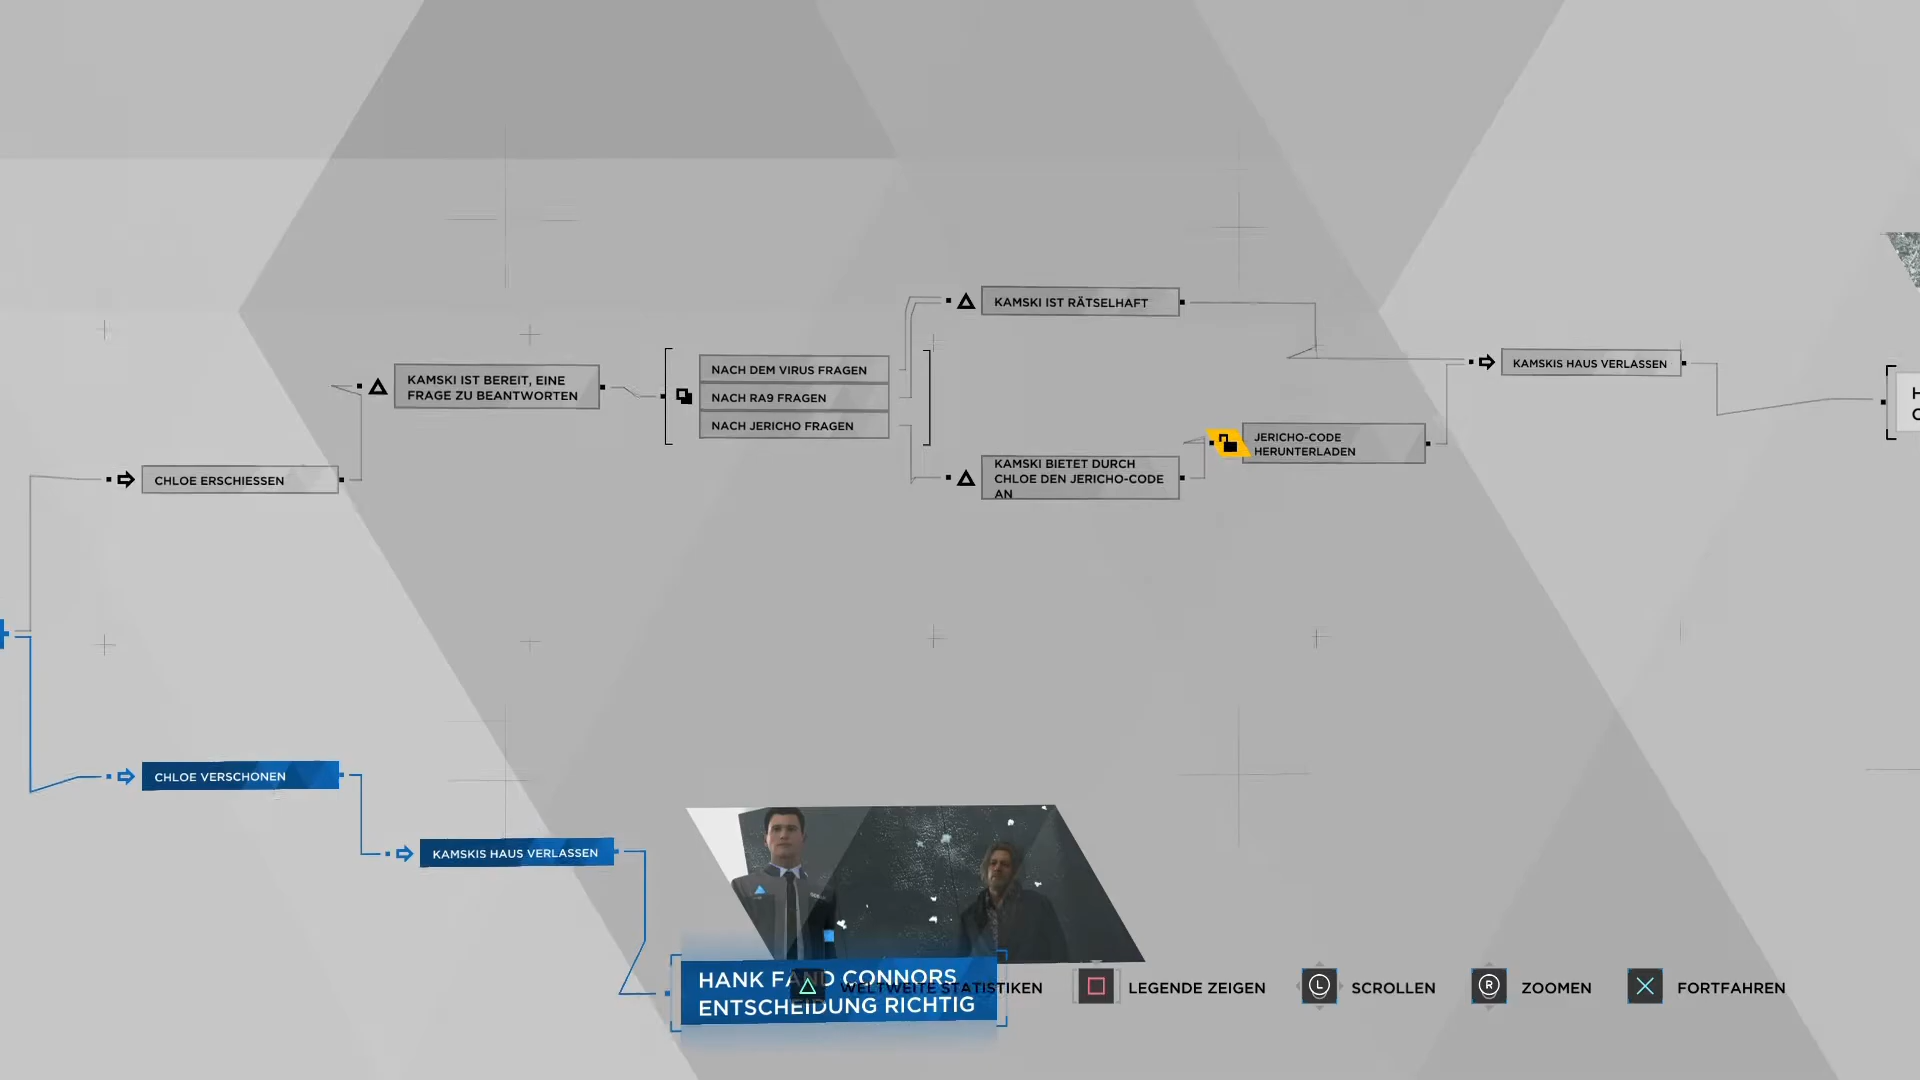 KAMSKI IST RÄTSELHAFT
KAMSKI IST BEREIT, EINE
FRAGE ZU BEANTWORTEN
NACH DEM VIRUS FRAGEN
NACH RA9 FRAGEN
NACH JERICHO FRAGEN
KAMSKIS HAUS VERLASSEN
JERICHO-CODE
HERUNTERLADEN
KAMSKI BIETET DURCH
CHLOE DEN JERICHO-CODE
AN
CHLOE ERSCHIESSEN
CHLOE VERSCHONEN
KAMSKIS HAUS VERLASSEN
HANK FAND CONNORS
ENTSCHEIDUNG RICHTIG
WELTWEITE STATISTIKEN
LEGENDE ZEIGEN
L
SCROLLEN
R
ZOOMEN
FORTFAHREN